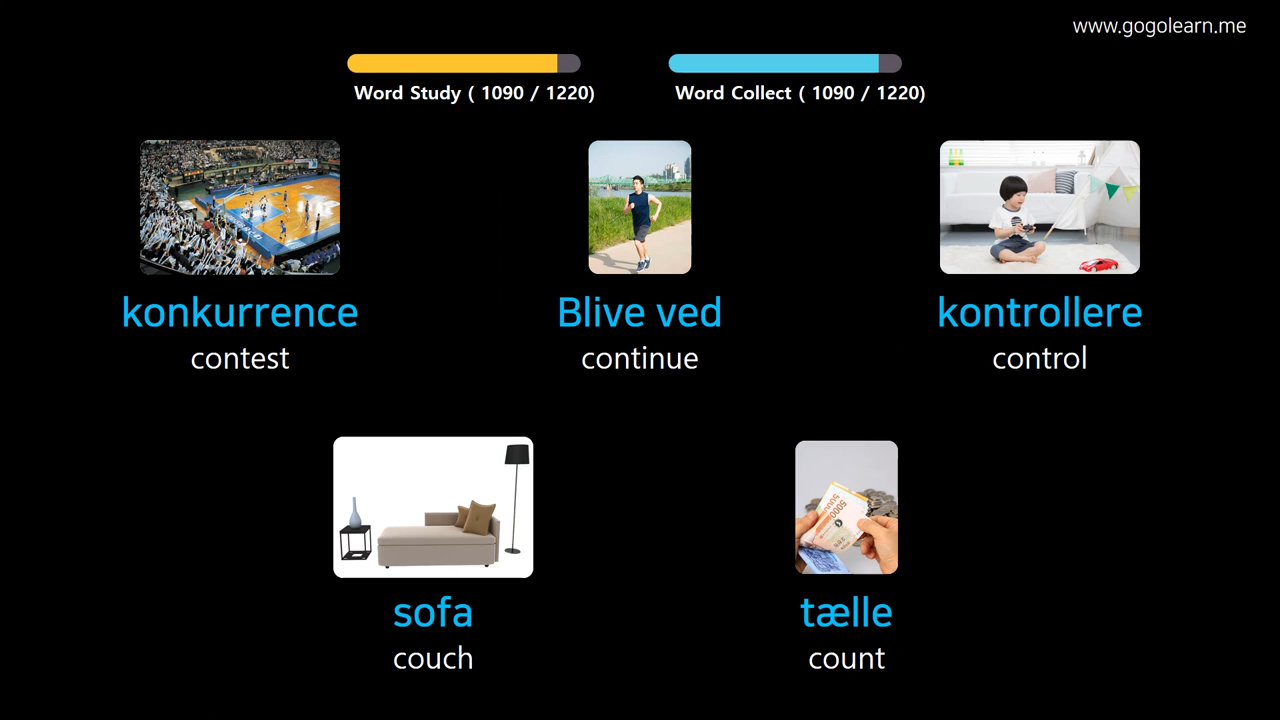 www.gogolearn.me
Word Study ( 1090 / 1220)
Word Collect ( 1090 / 1220)
konkurrence
contest
Blive ved
continue
kontrollere
control
sofa
couch
tælle
count